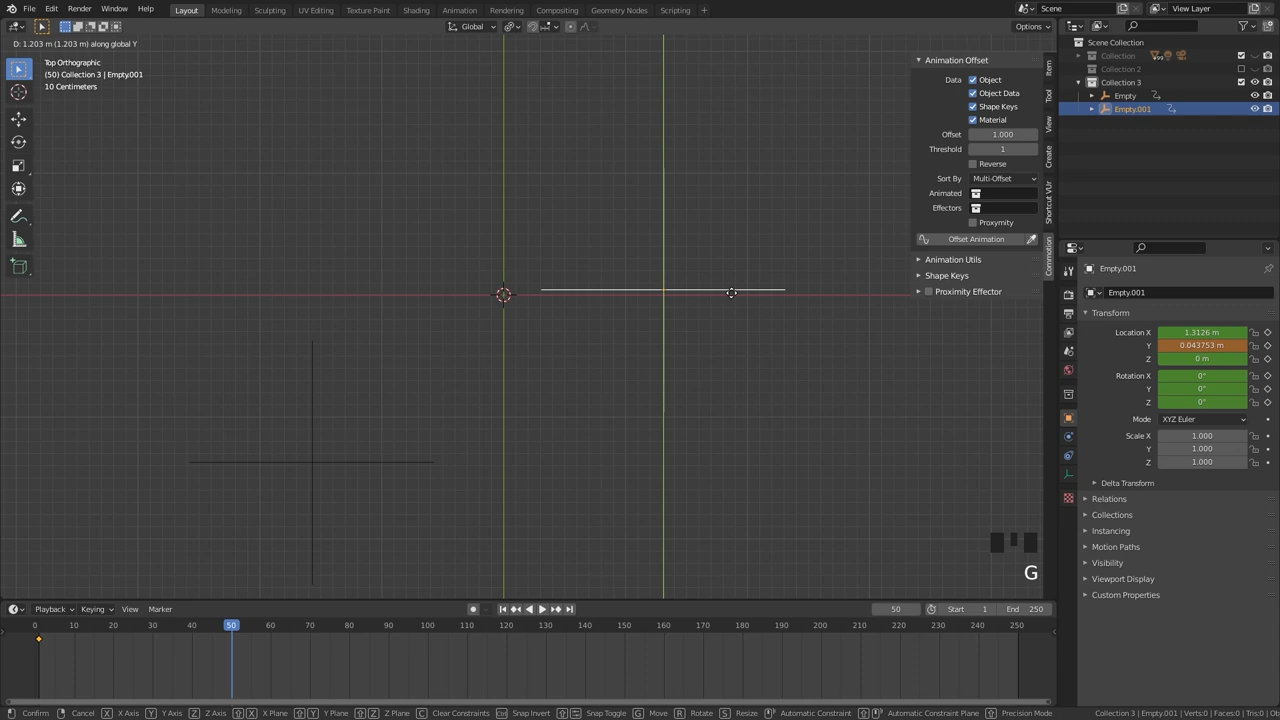 File Edit Render Window Help Layout Modeling Sculpting UV Editing Texture Paint Shading Animation Rendering Compositing Geometry Nodes Scripting + Scene View Layer
Global Options
D: 1.203 m (1.203 m) along global Y
Top Orthographic
(50) Collection 3 | Empty.001
10 Centimeters
Animation Offset
Data Object
Object Data
Shape Keys
Material
Offset 1.000
Threshold 1
Reverse
Sort By Multi-Offset
Animated
Effectors
Proxymity
Offset Animation
Animation Utils
Shape Keys
Proximity Effector
Item
Tool
View
Create
Shortcut VUr
Commotion
Scene Collection
Collection
Collection 2
Collection 3
Empty
Empty.001
Empty.001
Empty.001
Transform
Location X 1.3126 m
Y 0.043753 m
Z 0 m
Rotation X 0°
Y 0°
Z 0°
Mode XYZ Euler
Scale X 1.000
Y 1.000
Z 1.000
Delta Transform
Relations
Collections
Instancing
Motion Paths
Visibility
Viewport Display
Custom Properties
G
Playback Keying View Marker 50 Start 1 End 250
0 10 20 30 40 50 60 70 80 90 100 110 120 130 140 150 160 170 180 190 200 210 220 230 240 250
Confirm Cancel X X Axis Y Y Axis Z Z Axis X X Plane Y Y Plane Z Z Plane C Clear Constraints Snap Invert Snap Toggle G Move R Rotate S Resize Automatic Constraint Automatic Constraint Plane Precision Mode Collection 3 | Empty.001 Verts:0 Faces:0 Tris:0